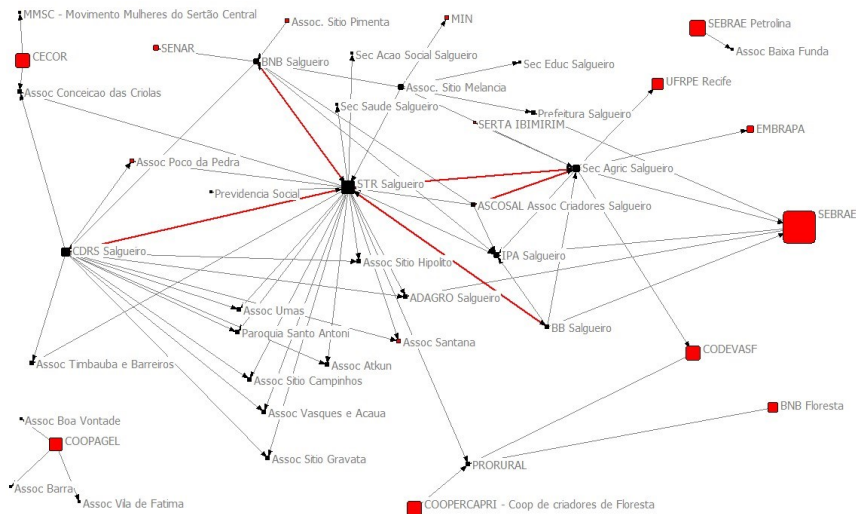 MMSC - Movimento Mulheres do Sertão Central
Assoc. Sitio Pimenta
MIN
SEBRAE Petrolina
CECOR
SENAR
BNB Salgueiro
Sec Acao Social Salgueiro
Assoc Baixa Funda
Sec Educ Salgueiro
UFRPE Recife
Assoc Conceicao das Criolas
Assoc. Sitio Melancia
Sec Saude Salgueiro
Prefeitura Salgueiro
SERTA IBIMIRIM
EMBRAPA
Assoc Poco da Pedra
Sec Agric Salgueiro
STR Salgueiro
Previdencia Social
ASCOSAL Assoc Criadores Salgueiro
SEBRAE
CDRS Salgueiro
IPA Salgueiro
Assoc Sitio Hipolito
ADAGRO Salgueiro
Assoc Umas
Paroquia Santo Antoni
BB Salgueiro
Assoc Santana
CODEVASF
Assoc Timbauba e Barreiros
Assoc Atkun
Assoc Sitio Campinhos
BNB Floresta
Assoc Vasques e Acaua
Assoc Boa Vontade
COOPAGEL
Assoc Sitio Gravata
PRORURAL
Assoc Barra
Assoc Vila de Fatima
COOPERCAPRI - Coop de criadores de Floresta